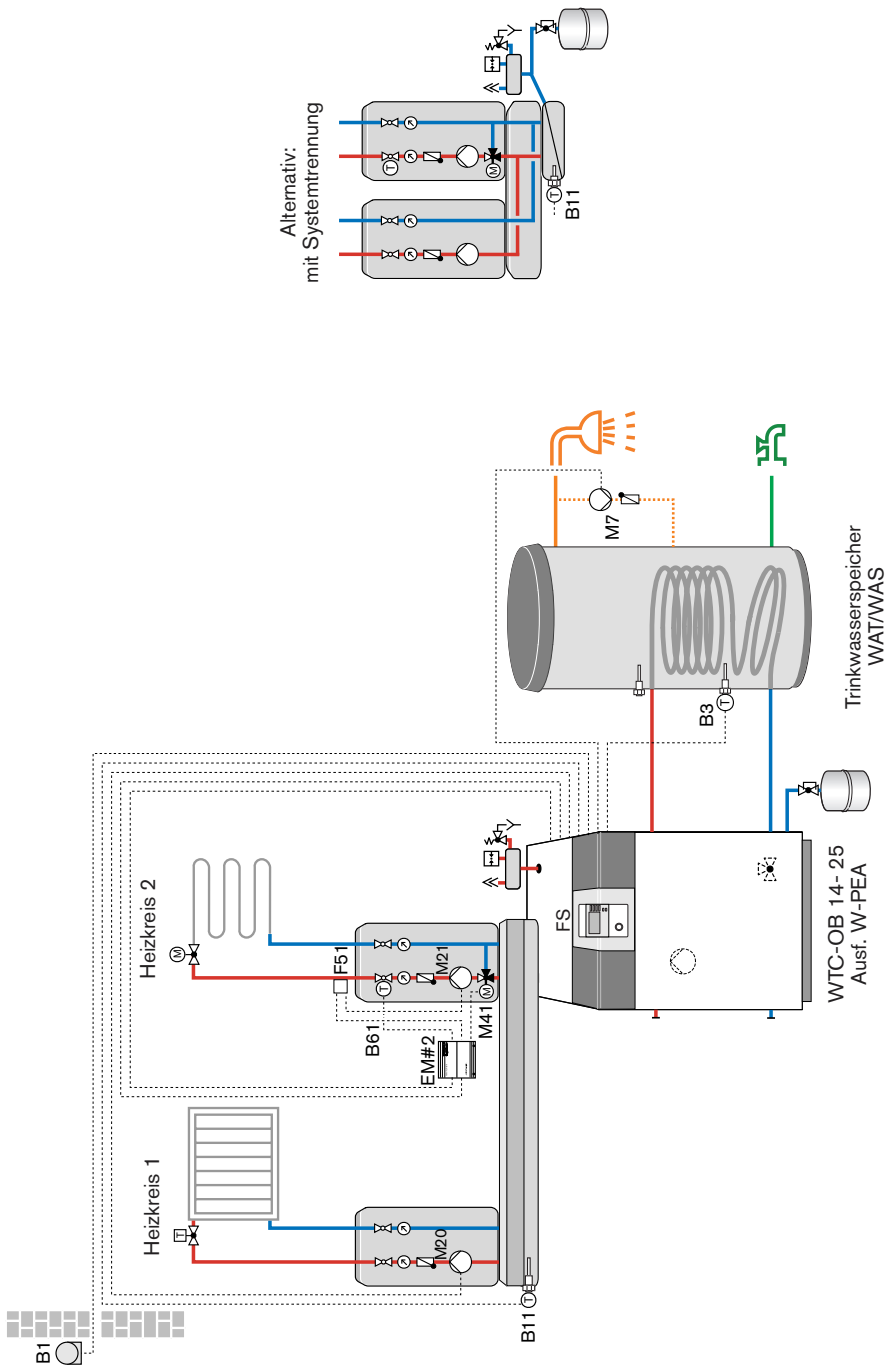 B1
Heizkreis 1
Heizkreis 2
T
M
M20
B11
T
EM#2
B61
T
F51
M21
M41
M
FS
WTC-OB 14- 25
Ausf. W-PEA
B3
T
M7
Trinkwasserspeicher
WAT/WAS
Alternativ:
mit Systemtrennung
T
M
T
B11